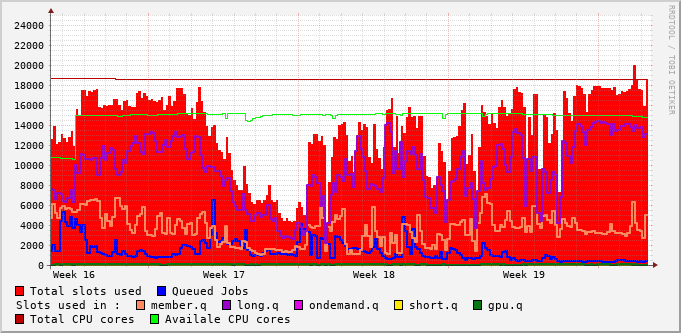 24000
22000
20000
18000
16000
14000
12000
10000
8000
6000
4000
2000
0
Week 16 Week 17 Week 18 Week 19
Total slots used Queued Jobs
Slots used in : member.q long.q ondemand.q short.q gpu.q
Total CPU cores Availale CPU cores
RRDTOOL / TOBI OETIKER